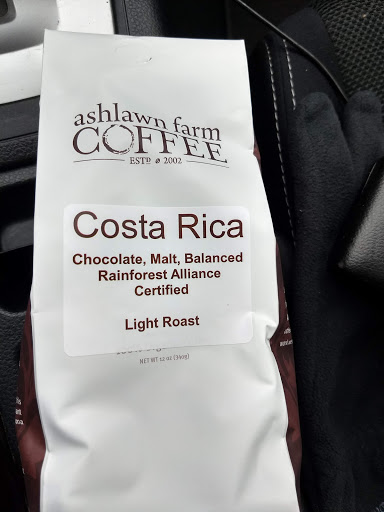 ashlawn farm
COFFEE
ESTD 2002
Costa Rica
Chocolate, Malt, Balanced
Rainforest Alliance
Certified
Light Roast
NET WT 12 oz (340g)